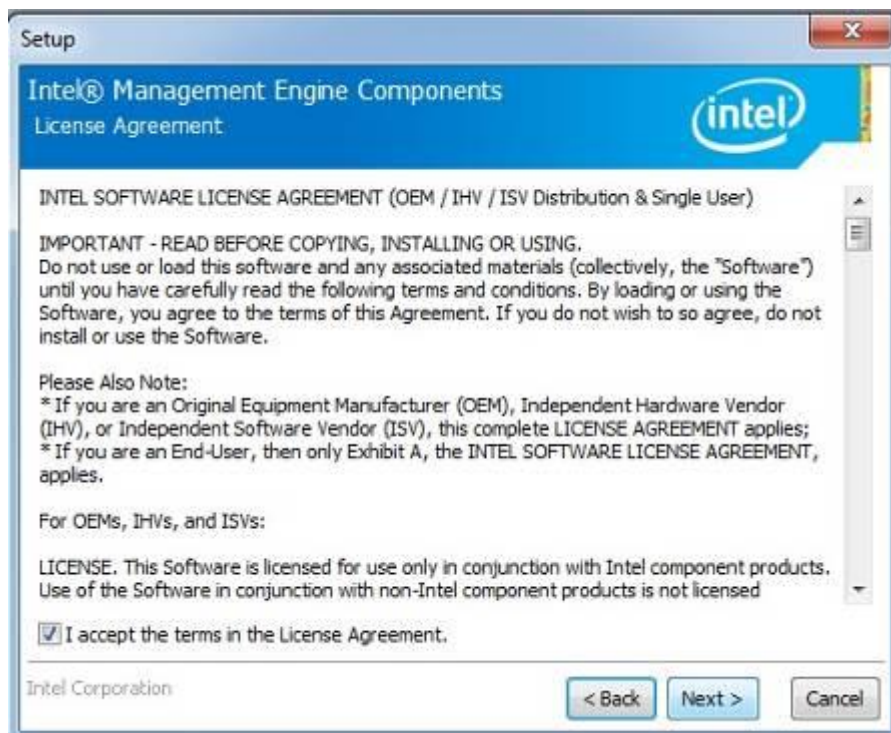 Setup
Intel® Management Engine Components
License Agreement
intel
INTEL SOFTWARE LICENSE AGREEMENT (OEM / IHV / ISV Distribution & Single User)
IMPORTANT - READ BEFORE COPYING, INSTALLING OR USING.
Do not use or load this software and any associated materials (collectively, the "Software")
until you have carefully read the following terms and conditions. By loading or using the
Software, you agree to the terms of this Agreement. If you do not wish to so agree, do not
install or use the Software.
Please Also Note:
* If you are an Original Equipment Manufacturer (OEM), Independent Hardware Vendor
(IHV), or Independent Software Vendor (ISV), this complete LICENSE AGREEMENT applies;
* If you are an End-User, then only Exhibit A, the INTEL SOFTWARE LICENSE AGREEMENT,
applies.
For OEMs, IHVs, and ISVs:
LICENSE. This Software is licensed for use only in conjunction with Intel component products.
Use of the Software in conjunction with non-Intel component products is not licensed
I accept the terms in the License Agreement.
Intel Corporation
< Back Next > Cancel